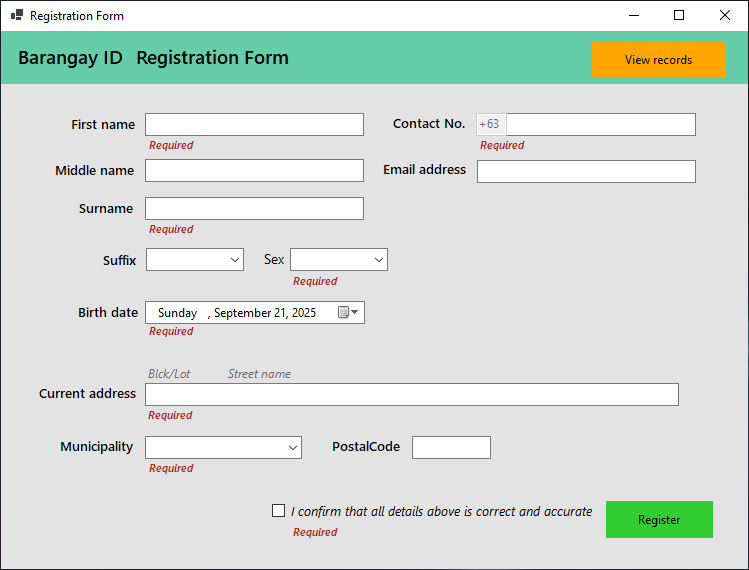 Registration Form
Barangay ID Registration Form
View records
First name
Required
Contact No. +63
Required
Middle name
Email address
Surname
Required
Suffix
Sex
Required
Birth date Sunday , September 21, 2025
Required
Blck/Lot Street name
Current address
Required
Municipality
Required
PostalCode
I confirm that all details above is correct and accurate
Required
Register